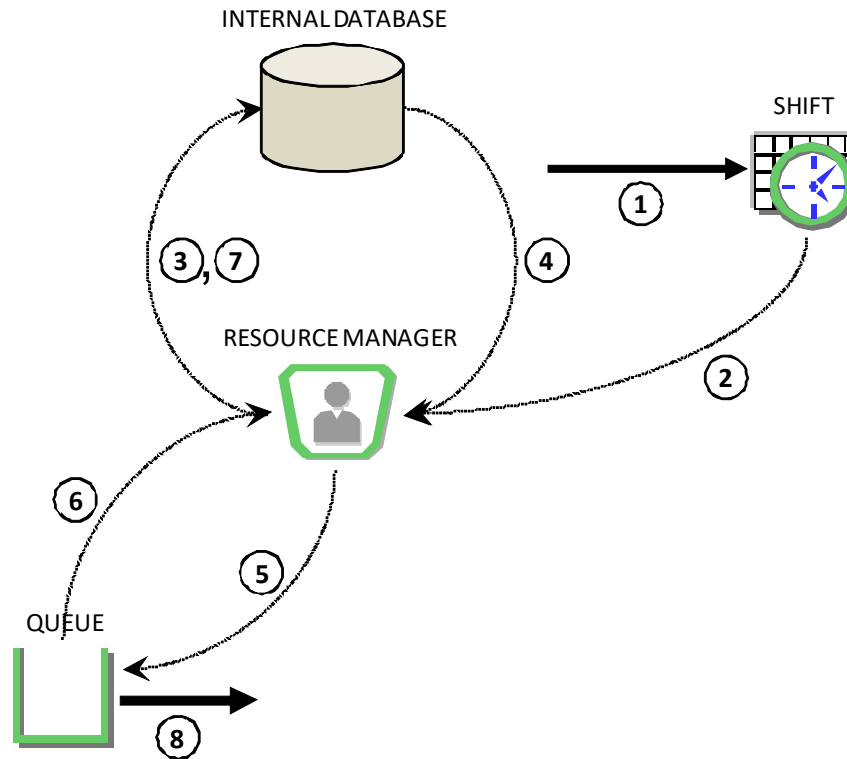 INTERNAL DATABASE
SHIFT
1
3, 7
4
RESOURCE MANAGER
2
6
5
QUEUE
8